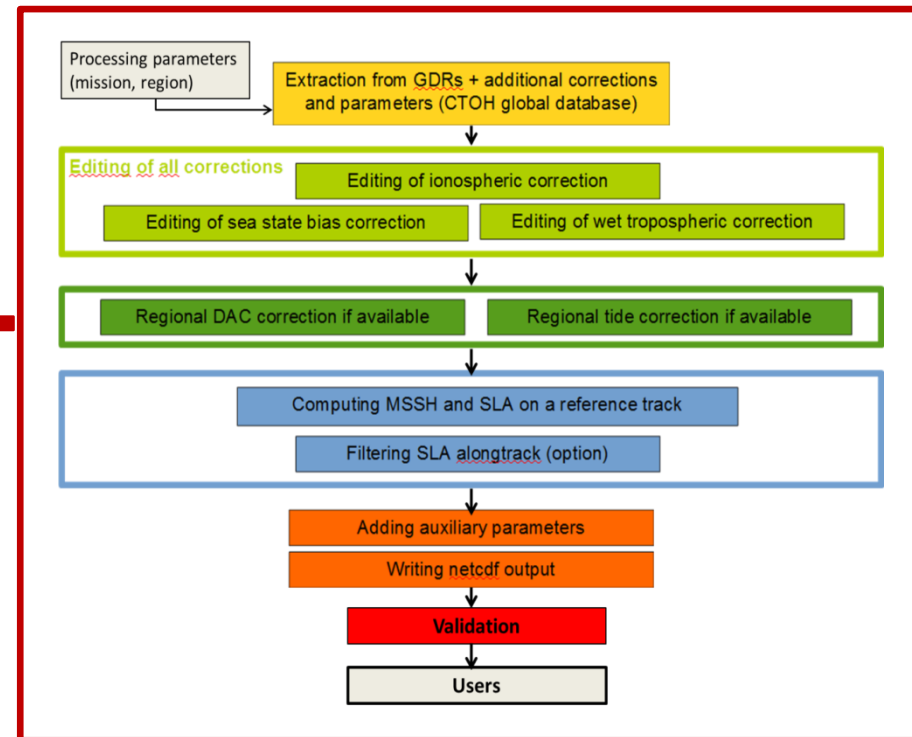 Processing parameters
(mission, region)
Extraction from GDRs + additional corrections
and parameters (CTOH global database)
Editing of all corrections
Editing of ionospheric correction
Editing of sea state bias correction
Editing of wet tropospheric correction
Regional DAC correction if available
Regional tide correction if available
Computing MSSH and SLA on a reference track
Filtering SLA alongtrack (option)
Adding auxiliary parameters
Writing netcdf output
Validation
Users